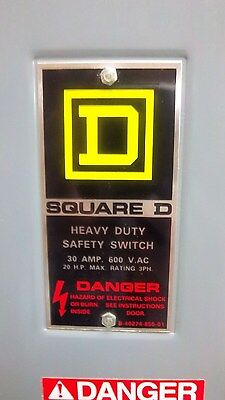 D
SQUARE D
HEAVY DUTY
SAFETY SWITCH
30 AMP. 600 V.AC
20 H.P. MAX. RATING 3PH.
DANGER
HAZARD OF ELECTRICAL SHOCK
OR BURN. SEE INSTRUCTIONS
INSIDE DOOR.
DANGER